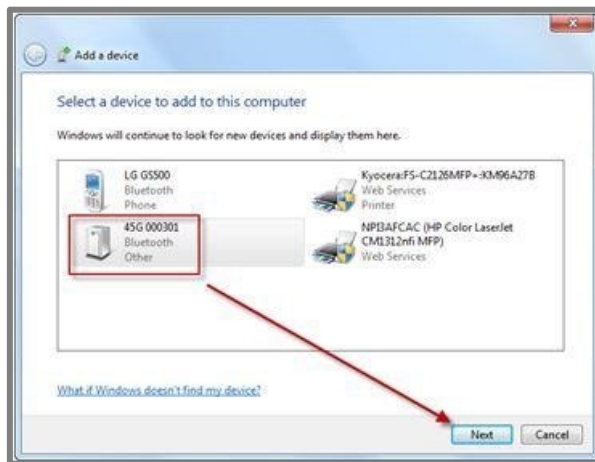 Add a device
Select a device to add to this computer
Windows will continue to look for new devices and display them here.
LG GS500
Bluetooth
Phone
Kyocera:FS-C2126MFP+:KM96A27B
Web Services
Printer
45G 000301
Bluetooth
Other
NPI3AFCAC (HP Color LaserJet
CM1312nfi MFP)
Web Services
What if Windows doesn't find my device?
Next
Cancel